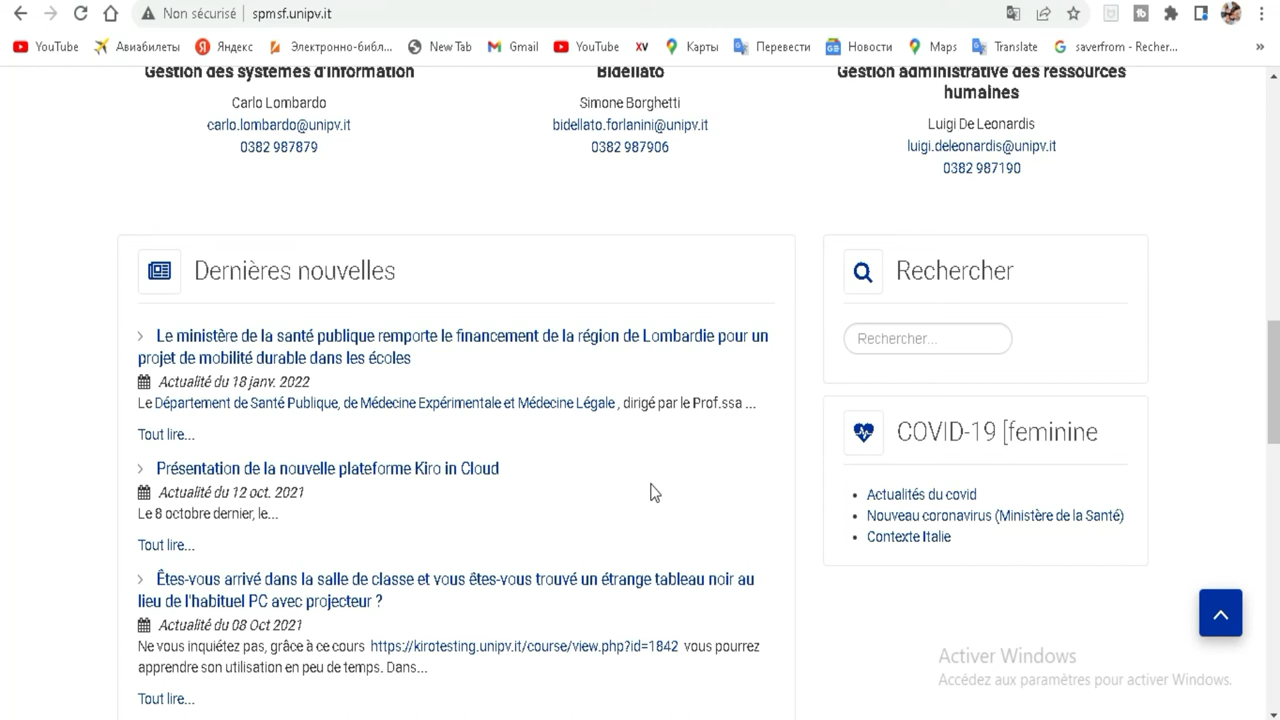 Non sécurisé
spmsf.unipv.it
YouTube
Авиабилеты
Яндекс
Электронно-библ...
New Tab
Gmail
YouTube
XV
Карты
Перевести
Новости
Maps
Translate
saverfrom - Recher...
»
Gestion des systèmes d'information
Carlo Lombardo
carlo.lombardo@unipv.it
0382 987879
Bidellato
Simone Borghetti
bidellato.forlanini@unipv.it
0382 987906
Gestion administrative des ressources
humaines
Luigi De Leonardis
luigi.deleonardis@unipv.it
0382 987190
Dernières nouvelles
Le ministère de la santé publique remporte le financement de la région de Lombardie pour un
projet de mobilité durable dans les écoles
Actualité du 18 janv. 2022
Le Département de Santé Publique, de Médecine Expérimentale et Médecine Légale , dirigé par le Prof.ssa ...
Tout lire...
Présentation de la nouvelle plateforme Kiro in Cloud
Actualité du 12 oct. 2021
Le 8 octobre dernier, le...
Tout lire...
Êtes-vous arrivé dans la salle de classe et vous êtes-vous trouvé un étrange tableau noir au
lieu de l'habituel PC avec projecteur ?
Actualité du 08 Oct 2021
Ne vous inquiétez pas, grâce à ce cours https://kirotesting.unipv.it/course/view.php?id=1842 vous pourrez
apprendre son utilisation en peu de temps. Dans...
Tout lire...
Rechercher
Rechercher...
COVID-19 [feminine
Actualités du covid
Nouveau coronavirus (Ministère de la Santé)
Contexte Italie
Activer Windows
Accédez aux paramètres pour activer Windows.